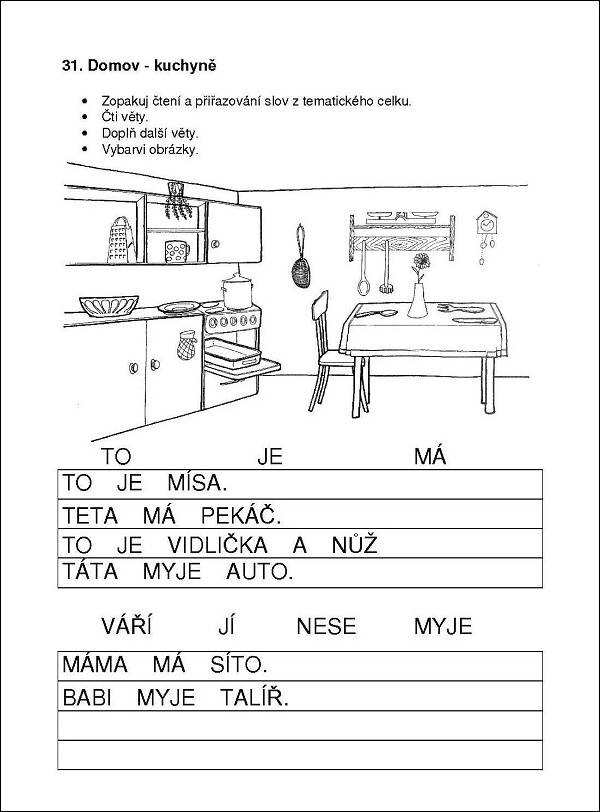 31. Domov - kuchyně
• Zopakuj čtení a přiřazování slov z tematického celku.
• Čti věty.
• Doplň další věty.
• Vybarvi obrázky.
TO JE MÁ
TO JE MÍSA.
TETA MÁ PEKÁČ.
TO JE VIDLIČKA A NŮŽ
TÁTA MYJE AUTO.
VÁŘÍ JÍ NESE MYJE
MÁMA MÁ SÍTO.
BABI MYJE TALÍŘ.